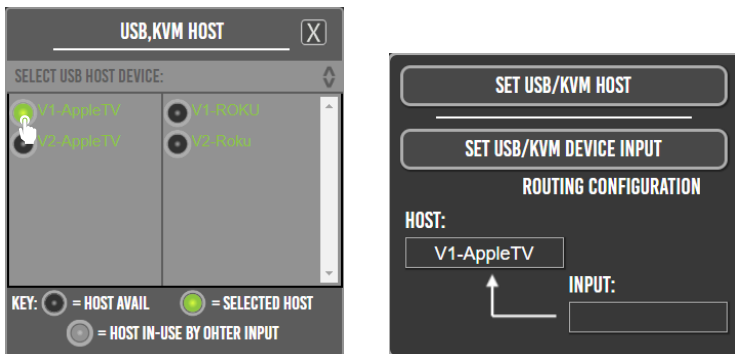 USB,KVM HOST X
SELECT USB HOST DEVICE:
V1-AppleTV V1-ROKU
V2-AppleTV V2-Roku
KEY: = HOST AVAIL = SELECTED HOST
= HOST IN-USE BY OHTER INPUT
SET USB/KVM HOST
SET USB/KVM DEVICE INPUT
ROUTING CONFIGURATION
HOST:
V1-AppleTV
INPUT: